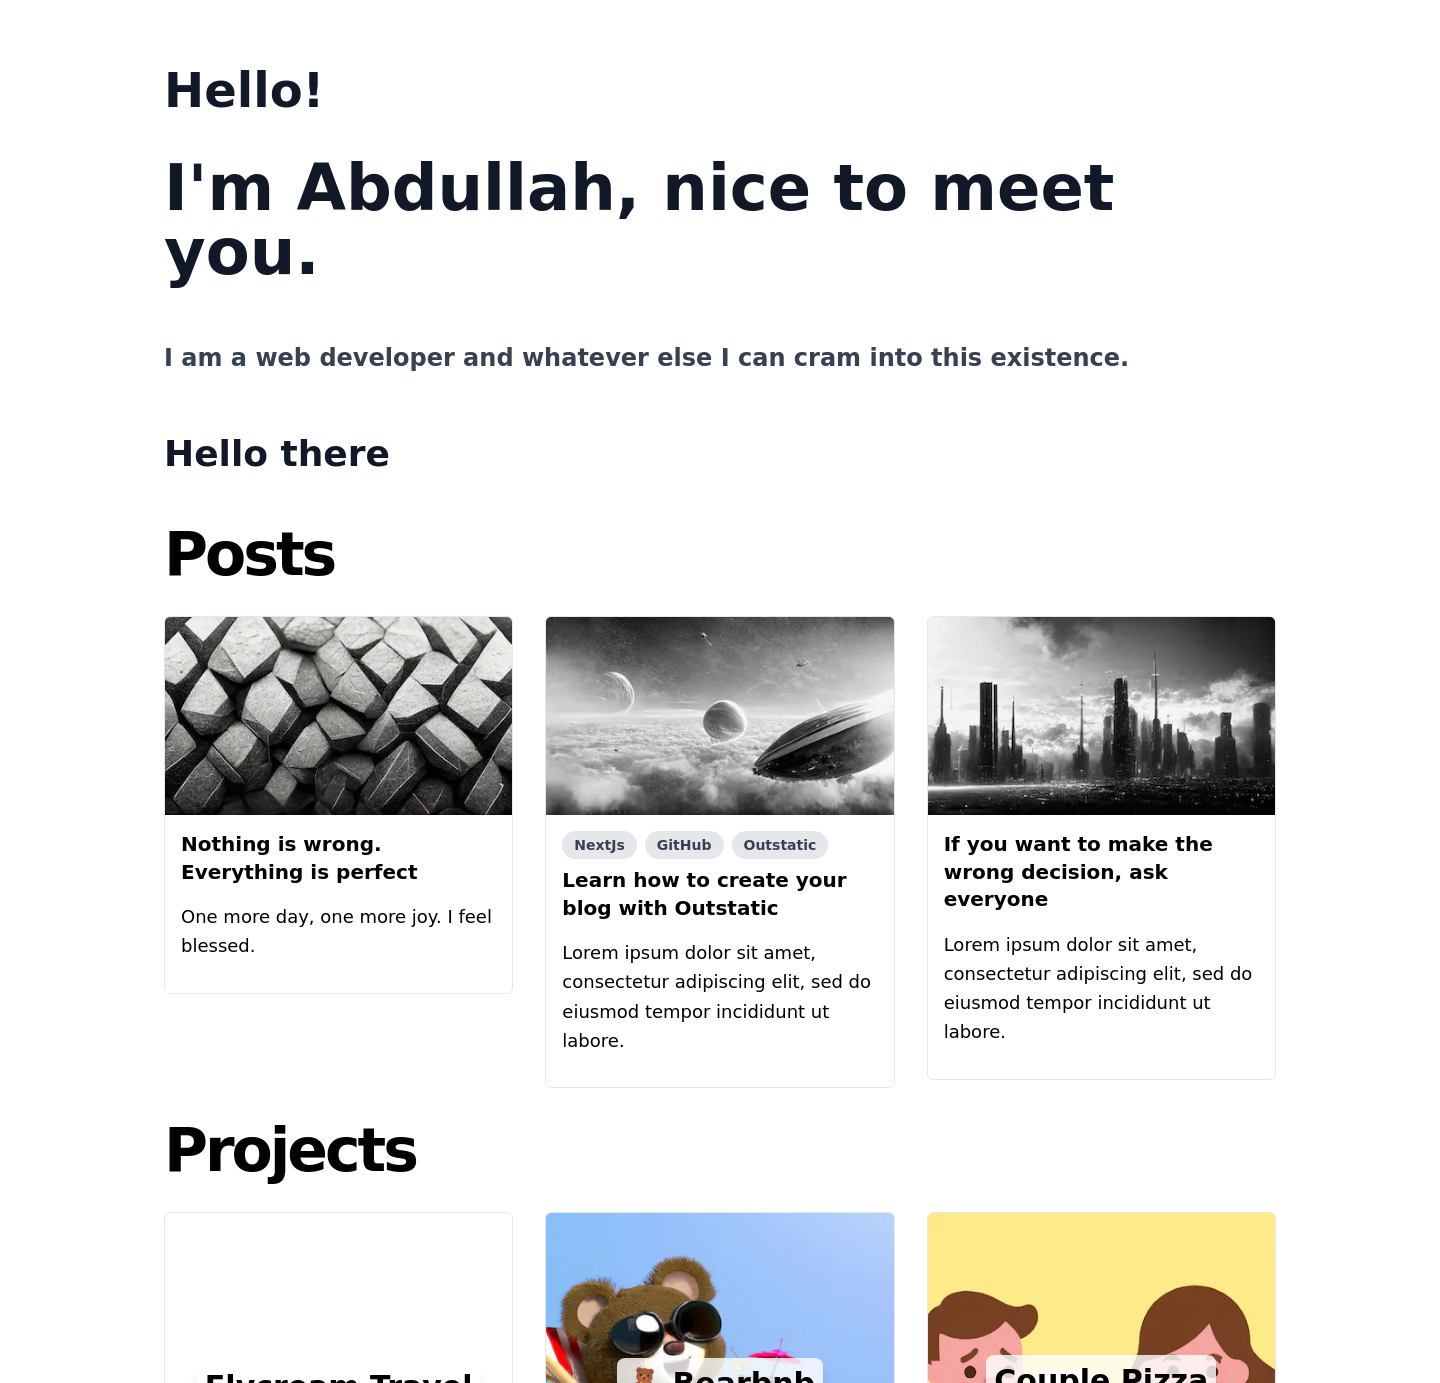 Hello!
I'm Abdullah, nice to meet
you.
I am a web developer and whatever else I can cram into this existence.
Hello there
Posts
Nothing is wrong.
Everything is perfect
One more day, one more joy. I feel
blessed.
NextJs GitHub Outstatic
Learn how to create your
blog with Outstatic
Lorem ipsum dolor sit amet,
consectetur adipiscing elit, sed do
eiusmod tempor incididunt ut
labore.
If you want to make the
wrong decision, ask
everyone
Lorem ipsum dolor sit amet,
consectetur adipiscing elit, sed do
eiusmod tempor incididunt ut
labore.
Projects
Travel
Bearbnb
Couple Pizza